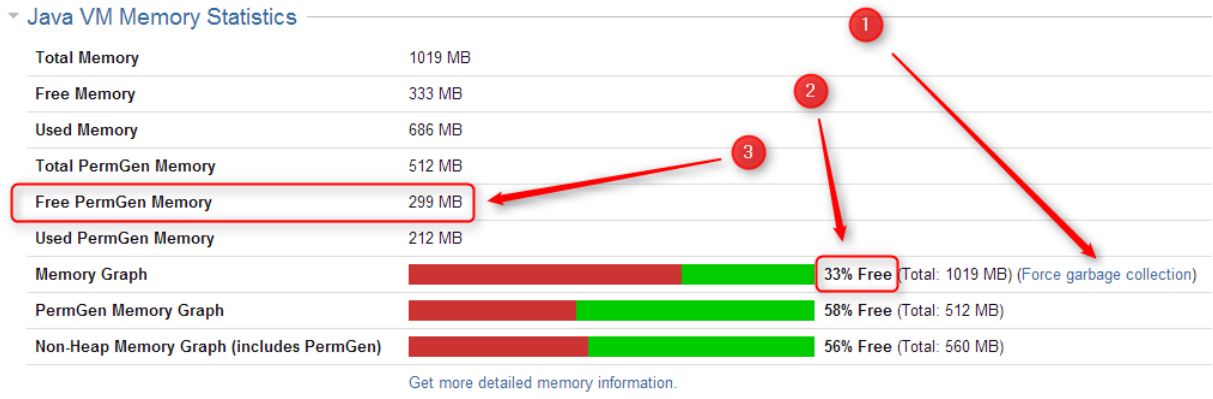 Java VM Memory Statistics
1
Total Memory 1019 MB
2
Free Memory 333 MB
Used Memory 686 MB
3
Total PermGen Memory 512 MB
Free PermGen Memory 299 MB
Used PermGen Memory 212 MB
Memory Graph 33% Free (Total: 1019 MB) (Force garbage collection)
PermGen Memory Graph 58% Free (Total: 512 MB)
Non-Heap Memory Graph (includes PermGen) 56% Free (Total: 560 MB)
Get more detailed memory information.